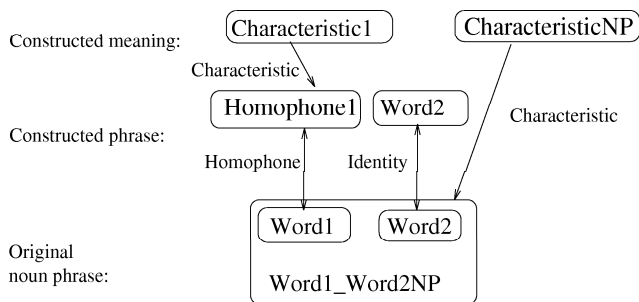 Constructed meaning: Characteristic1 CharacteristicNP
Characteristic
Constructed phrase: Homophone1 Word2 Characteristic
Homophone Identity
Word1 Word2
Original
noun phrase: Word1_Word2NP